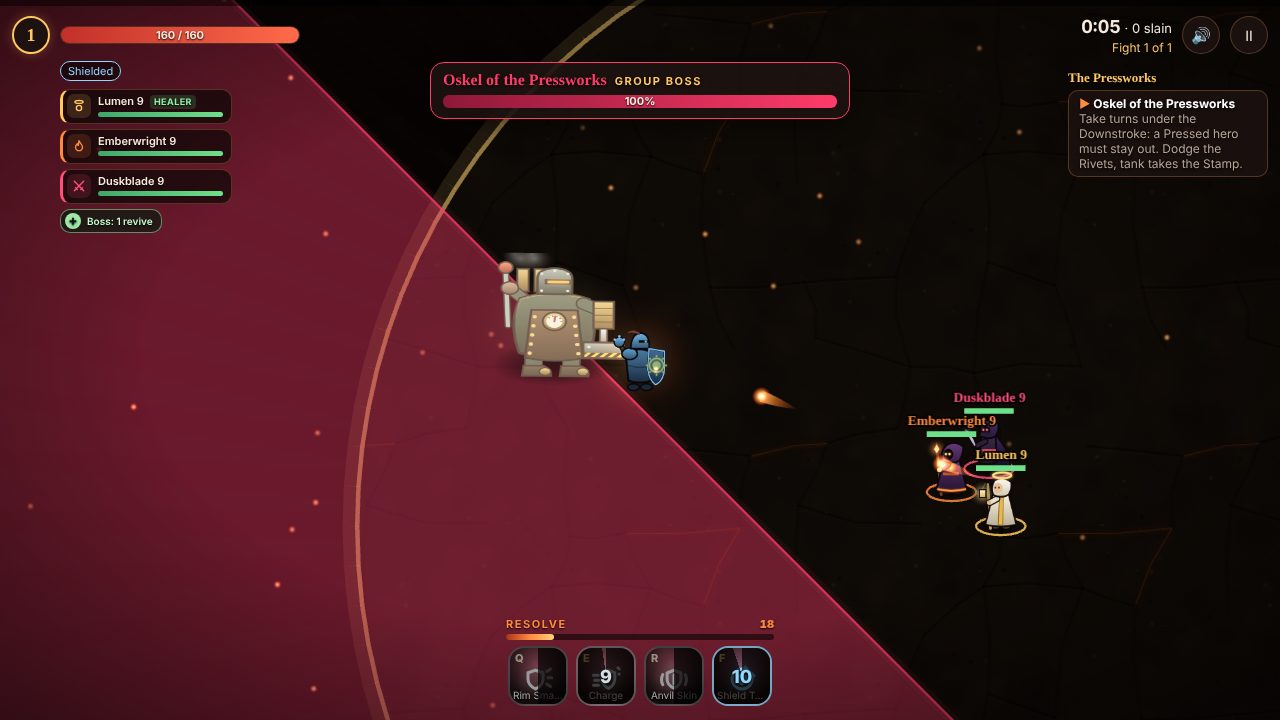 1
160 / 160
Shielded
Lumen 9 HEALER
Emberwright 9
Duskblade 9
Boss: 1 revive
Oskel of the Pressworks GROUP BOSS
100%
0:05 · 0 slain
Fight 1 of 1
The Pressworks
Oskel of the Pressworks
Take turns under the
Downstroke: a Pressed hero
must stay out. Dodge the
Rivets, tank takes the Stamp.
Duskblade 9
Emberwright 9
Lumen 9
RESOLVE 18
Q E R F
9 10
Rim Sma... Charge Anvil Skin Shield T...